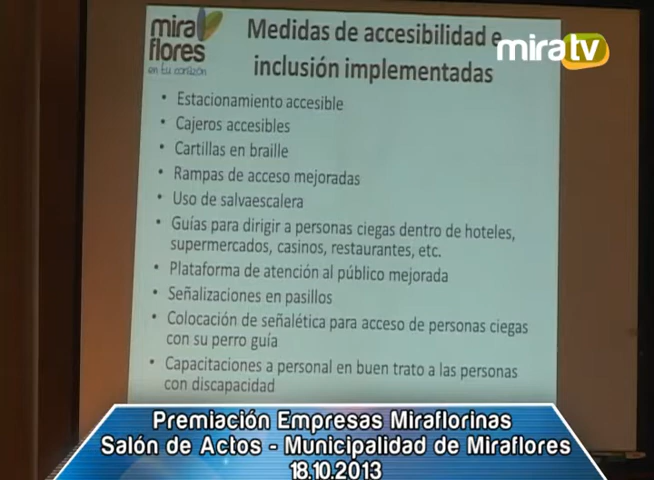 mira
flores
en tu corazón
Medidas de accesibilidad e
inclusión implementadas
miratv
• Estacionamiento accesible
• Cajeros accesibles
• Cartillas en braille
• Rampas de acceso mejoradas
• Uso de salvaescalera
• Guías para dirigir a personas ciegas dentro de hoteles,
supermercados, casinos, restaurantes, etc.
• Plataforma de atención al público mejorada
• Señalizaciones en pasillos
• Colocación de señalética para acceso de personas ciegas
con su perro guía
• Capacitaciones a personal en buen trato a las personas
con discapacidad
Premiación Empresas Miraflorinas
Salón de Actos - Municipalidad de Miraflores
18.10.2013